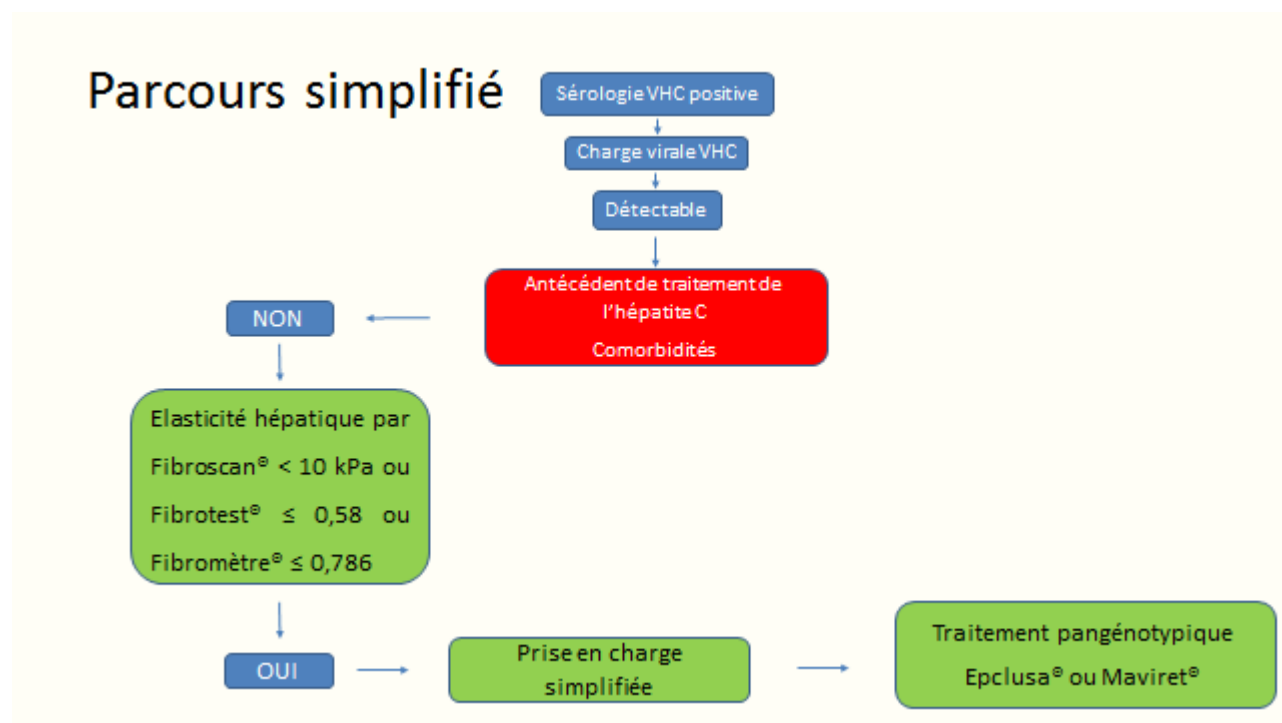 Parcours simplifié
Sérologie VHC positive
Charge virale VHC
Détectable
Antécédent de traitement de
l'hépatite C
Comorbidités
NON
Elasticité hépatique par
Fibroscan® < 10 kPa ou
Fibrotest® ≤ 0,58 ou
Fibromètre® ≤ 0,786
OUI
Prise en charge
simplifiée
Traitement pangénotypique
Epclusa® ou Maviret®